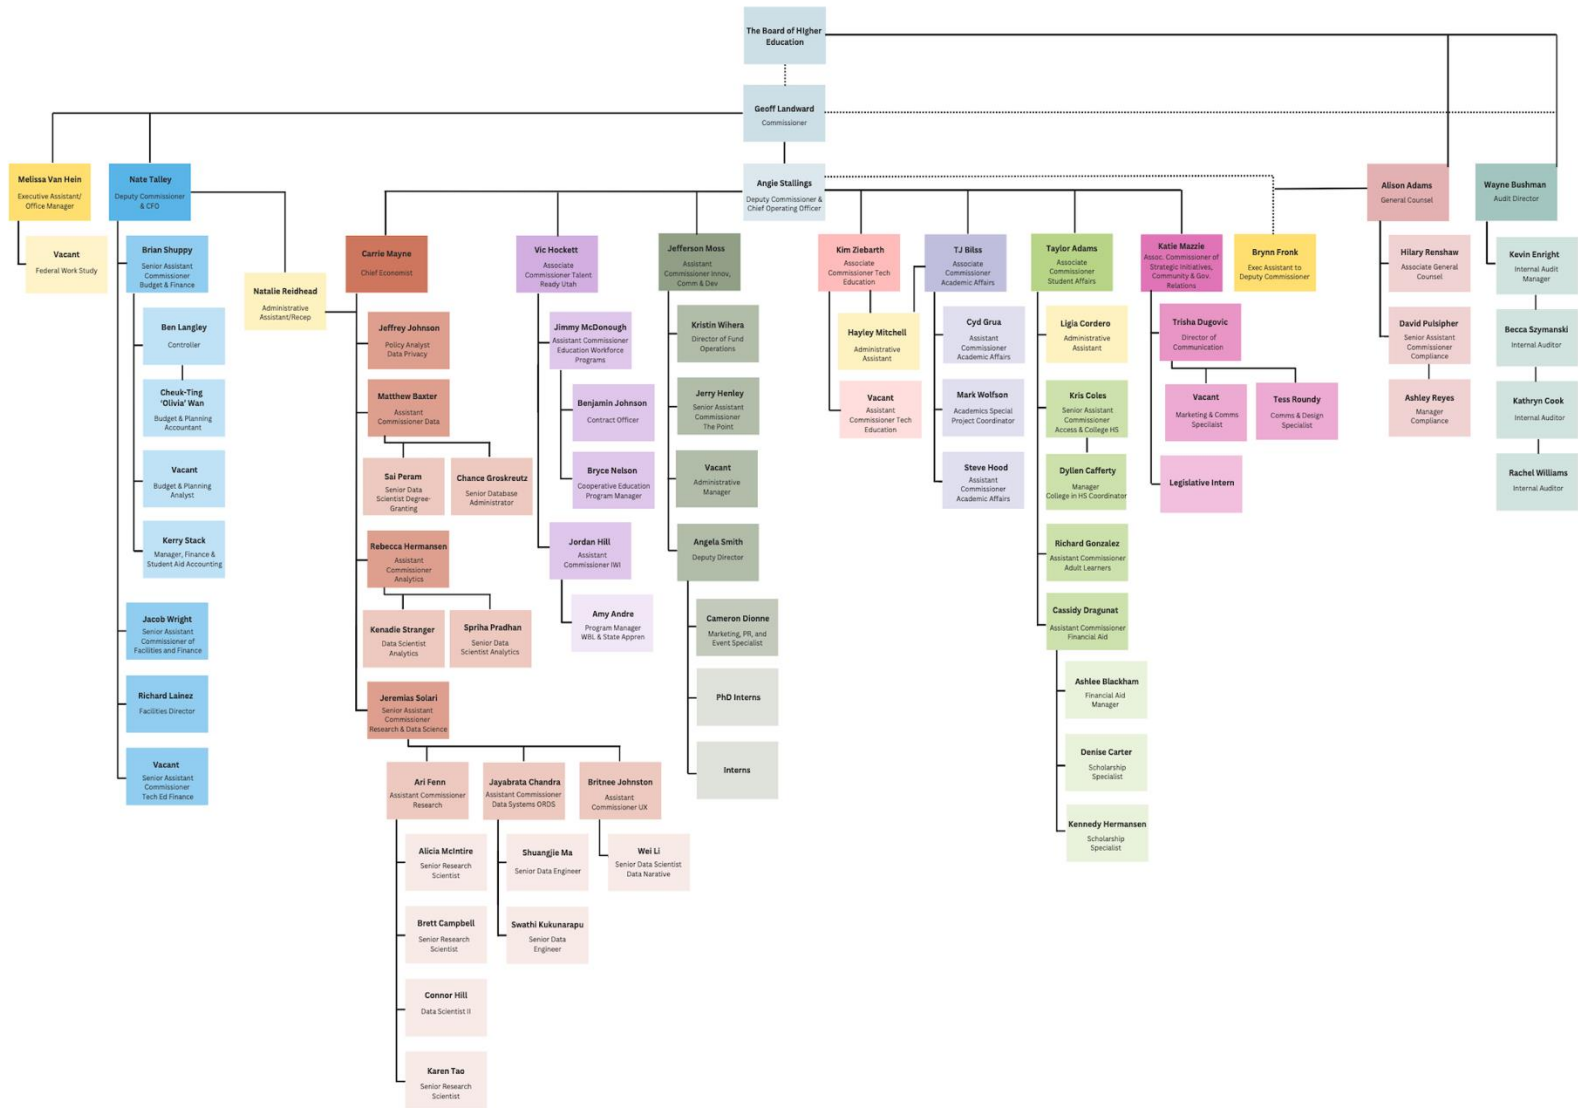 The Board of HIgher
Education
Geoff Landward
Commissioner
Melissa Van Hein
Executive Assistant/
Office Manager
Nate Talley
Deputy Commissioner
& CFO
Angie Stallings
Deputy Commissioner &
Chief Operating Officer
Alison Adams
General Counsel
Wayne Bushman
Audit Director
Vacant
Federal Work Study
Brian Shuppy
Senior Assistant
Commissioner
Budget & Finance
Ben Langley
Controller
Cheuk-Ting
'Olivia' Wan
Budget & Planning
Accountant
Vacant
Budget & Planning
Analyst
Kerry Stack
Manager, Finance &
Student Aid Accounting
Jacob Wright
Senior Assistant
Commissioner of
Facilities and Finance
Richard Lainez
Facilities Director
Vacant
Senior Assistant
Commissioner
Tech Ed Finance
Natalie Reidhead
Administrative
Assistant/Recep
Carrie Mayne
Chief Economist
Jeffrey Johnson
Policy Analyst
Data Privacy
Matthew Baxter
Assistant
Commissioner Data
Sai Peram
Senior Data
Scientist Degree-
Granting
Chance Groskreutz
Senior Database
Administrator
Rebecca Hermansen
Assistant
Commissioner
Analytics
Kenadie Stranger
Data Scientist
Analytics
Spriha Pradhan
Senior Data
Scientist Analytics
Jeremias Solari
Senior Assistant
Commissioner
Research & Data Science
Ari Fenn
Assistant Commissioner
Research
Jayabrata Chandra
Assistant Commissioner
Data Systems ORDS
Britnee Johnston
Assistant
Commissioner UX
Alicia McIntire
Senior Research
Scientist
Brett Campbell
Senior Research
Scientist
Connor Hill
Data Scientist II
Karen Tao
Senior Research
Scientist
Shuangjie Ma
Senior Data Engineer
Swathi Kukunarapu
Senior Data
Engineer
Wei Li
Senior Data Scientist
Data Narative
Vic Hockett
Associate
Commissioner Talent
Ready Utah
Jimmy McDonough
Assistant Commissioner
Education Workforce
Programs
Benjamin Johnson
Contract Officer
Bryce Nelson
Cooperative Education
Program Manager
Jordan Hill
Assistant
Commissioner IWI
Amy Andre
Program Manager
WBL & State Appren
Jefferson Moss
Assistant
Commissioner Innov,
Comm & Dev
Kristin Wihera
Director of Fund
Operations
Jerry Henley
Senior Assistant
Commissioner
The Point
Vacant
Administrative
Manager
Angela Smith
Deputy Director
Cameron Dionne
Marketing, PR, and
Event Specialist
PhD Interns
Interns
Kim Ziebarth
Associate
Commissioner Tech
Education
Hayley Mitchell
Administrative
Assistant
Vacant
Assistant
Commissioner Tech
Education
TJ Bilss
Associate
Commissioner
Academic Affairs
Cyd Grua
Assistant
Commissioner
Academic Affairs
Mark Wolfson
Academics Special
Project Coordinator
Steve Hood
Assistant
Commissioner
Academic Affairs
Taylor Adams
Associate
Commissioner
Student Affairs
Ligia Cordero
Administrative
Assistant
Kris Coles
Senior Assistant
Commissioner
Access & College HS
Dyllen Cafferty
Manager
College in HS Coordinator
Richard Gonzalez
Assistant Commissioner
Adult Learners
Cassidy Dragunat
Assistant Commissioner
Financial Aid
Ashlee Blackham
Financial Aid
Manager
Denise Carter
Scholarship
Specialist
Kennedy Hermansen
Scholarship
Specialist
Katie Mazzie
Assoc. Commissioner of
Strategic Initiatives,
Community & Gov.
Relations
Trisha Dugovic
Director of
Communication
Vacant
Marketing & Comms
Specilaist
Tess Roundy
Comms & Design
Specialist
Legislative Intern
Brynn Fronk
Exec Assistant to
Deputy Commissioner
Hilary Renshaw
Associate General
Counsel
David Pulsipher
Senior Assistant
Commissioner
Compliance
Ashley Reyes
Manager
Compliance
Kevin Enright
Internal Audit
Manager
Becca Szymanski
Internal Auditor
Kathryn Cook
Internal Auditor
Rachel Williams
Internal Auditor